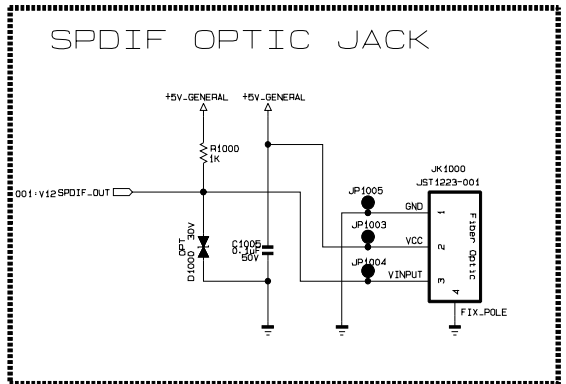 SPDIF OPTIC JACK
+5V_GENERAL
+5V_GENERAL
R1000
1K
001:V12 SPDIF_OUT
JK1000
JST1223-001
JP1005
GND
1
JP1003
VCC
2
JP1004
VINPUT
3
Fiber Optic
4
FIX_POLE
30V
OPT
D1000
C1005
0.1uF
50V